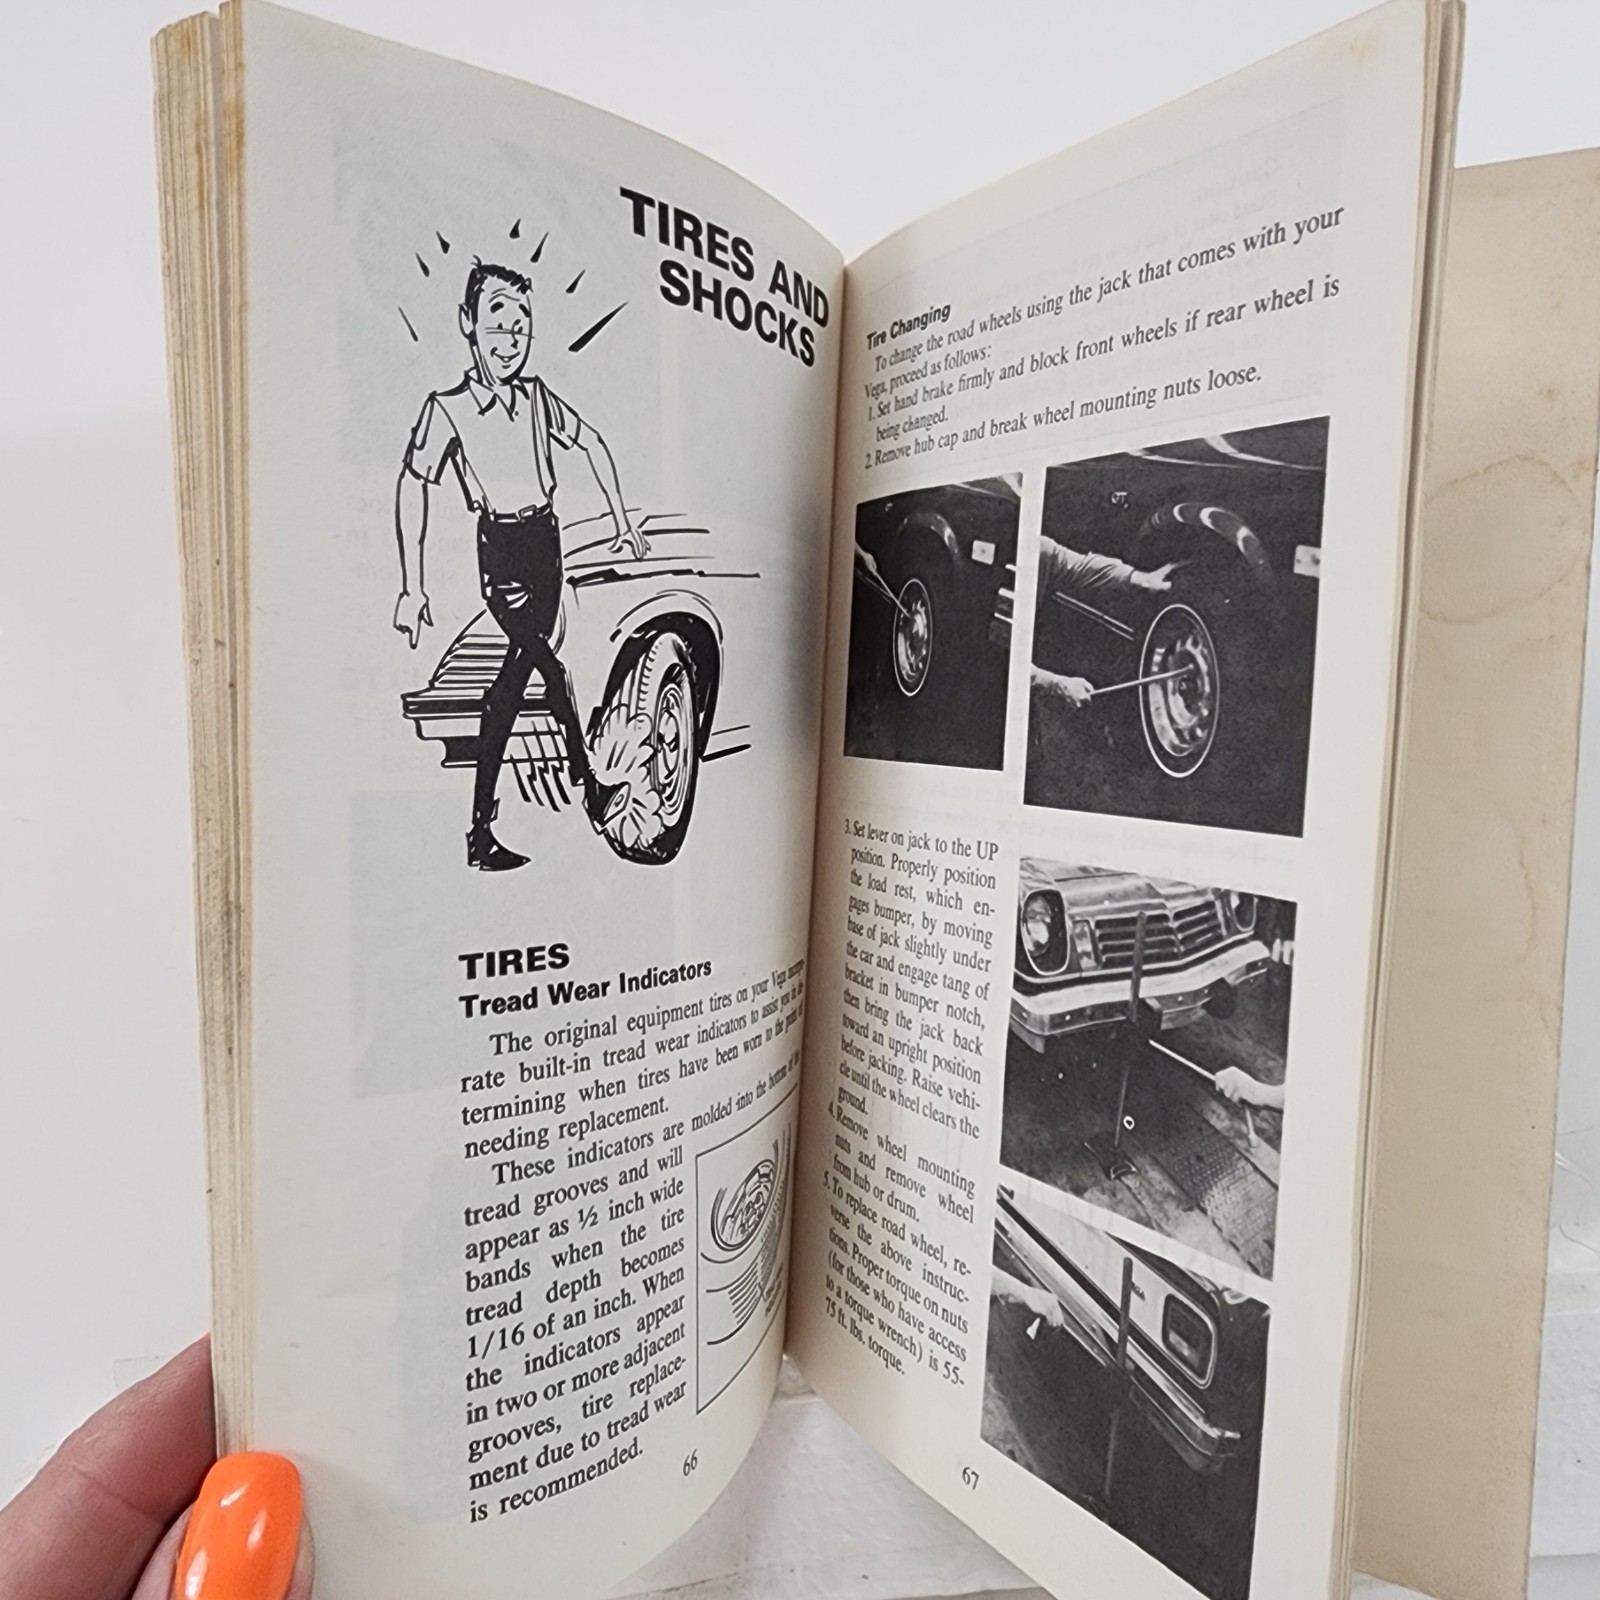 TIRES AND
SHOCKS
TIRES
Tread Wear Indicators
The original equipment tires on your Vega incorpo-
rate built-in tread wear indicators to assist you in de-
termining when tires have been worn to the point of
needing replacement.
These indicators are molded into the bottom of the
tread grooves and will
appear as ½ inch wide
bands when the tire
tread depth becomes
1/16 of an inch. When
the indicators appear
in two or more adjacent
grooves, tire replace-
ment due to tread wear
is recommended.
66
Tire Changing
To change the road wheels using the jack that comes with your
Vega, proceed as follows:
1. Set hand brake firmly and block front wheels if rear wheel is
being changed.
2. Remove hub cap and break wheel mounting nuts loose.
GT
3. Set lever on jack to the UP
position. Properly position
the load rest, which en-
gages bumper, by moving
base of jack slightly under
the car and engage tang of
bracket in bumper notch,
then bring the jack back
toward an upright position
before jacking. Raise vehi-
cle until the wheel clears the
ground.
4. Remove wheel mounting
nuts and remove wheel
from hub or drum.
5. To replace road wheel, re-
verse the above instruc-
tions. Proper torque on nuts
(for those who have access
to a torque wrench) is 55-
75 ft. lbs. torque.
67